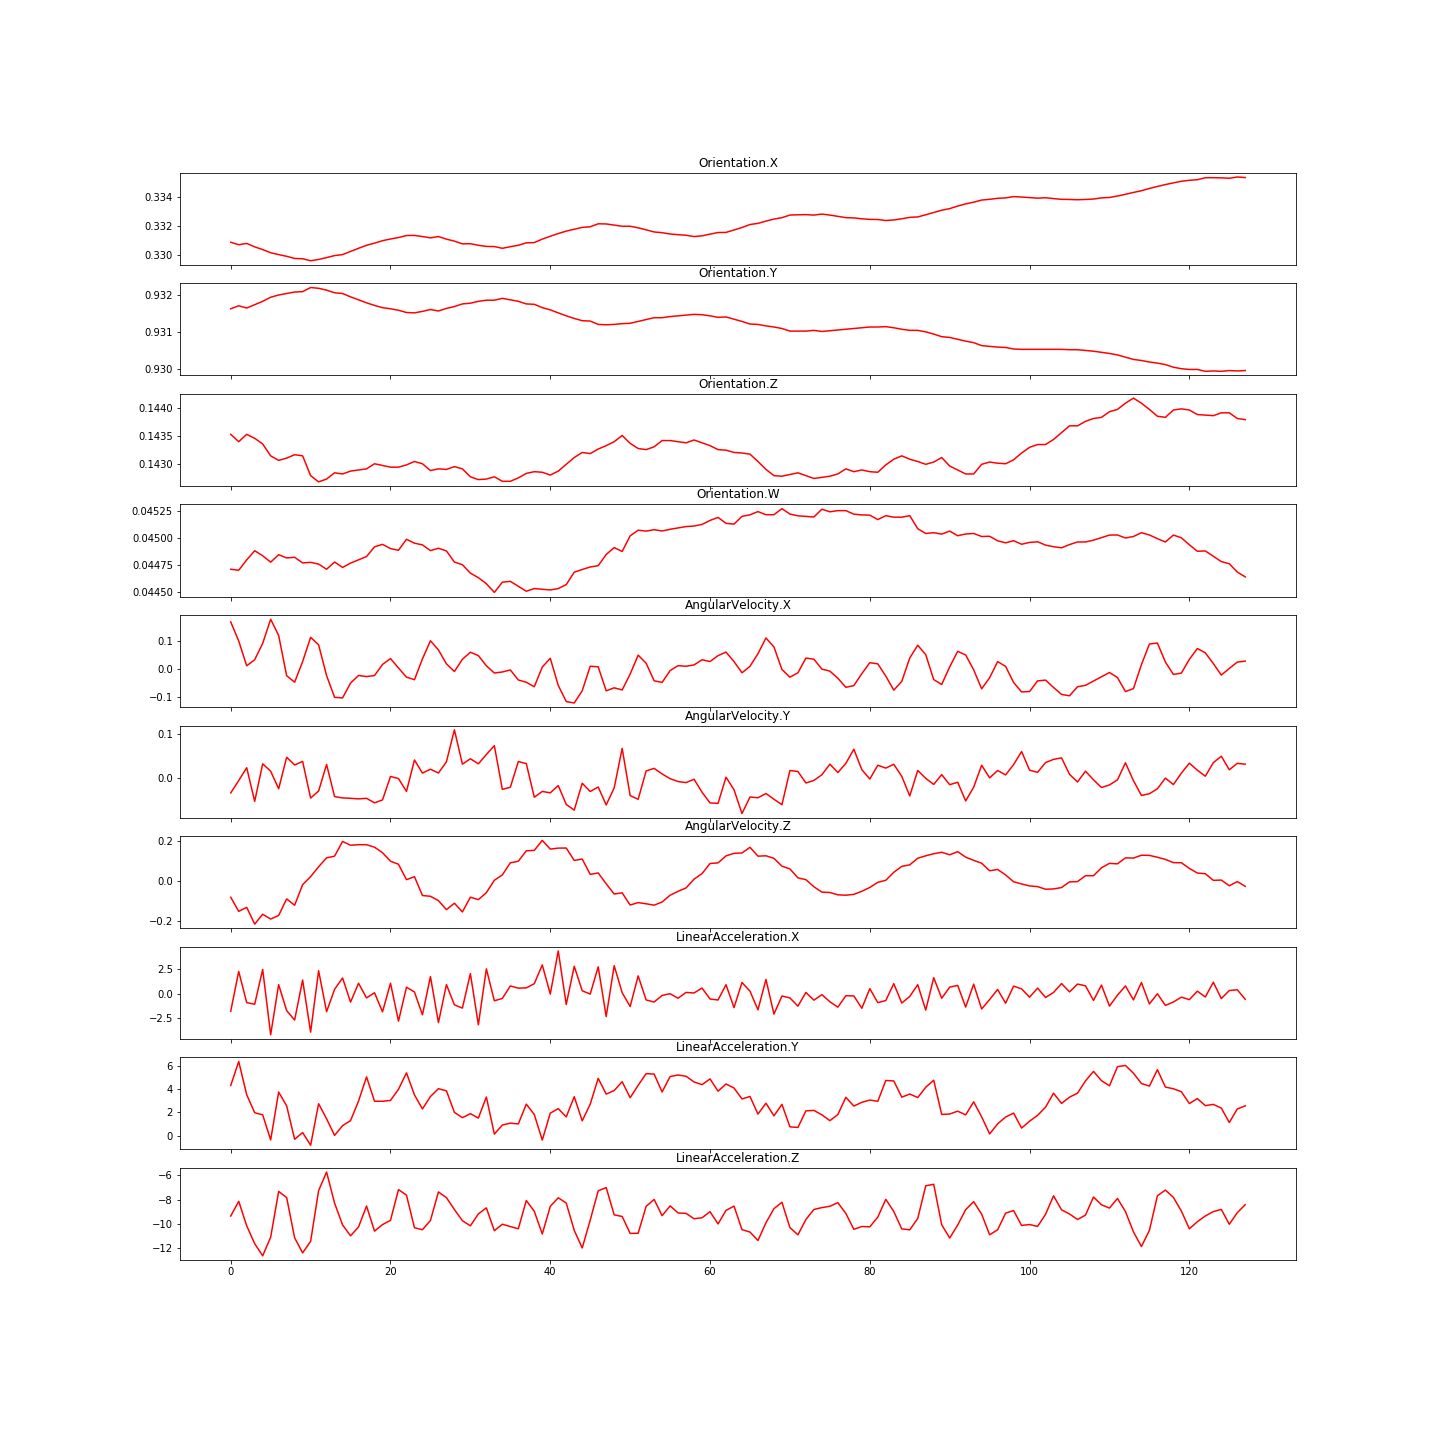 Orientation.X
0.334
0.332
0.330
Orientation.Y
0.932
0.931
0.930
Orientation.Z
0.1440
0.1435
0.1430
Orientation.W
0.04525
0.04500
0.04475
0.04450
AngularVelocity.X
0.1
0.0
−0.1
AngularVelocity.Y
0.1
0.0
AngularVelocity.Z
0.2
0.0
−0.2
LinearAcceleration.X
2.5
0.0
−2.5
LinearAcceleration.Y
6
4
2
0
LinearAcceleration.Z
−6
−8
−10
−12
0 20 40 60 80 100 120